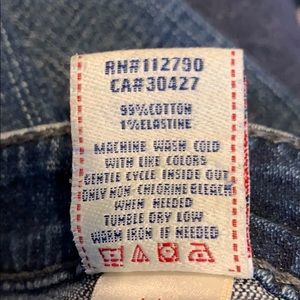 RN#112790
CA#30427
99%COTTON
1%ELASTINE
MACHINE WASH COLD
WITH LIKE COLORS
GENTLE CYCLE INSIDE OUT
ONLY NON-CHLORINE BLEACH
WHEN NEEDED
TUMBLE DRY LOW
WARM IRON IF NEEDED